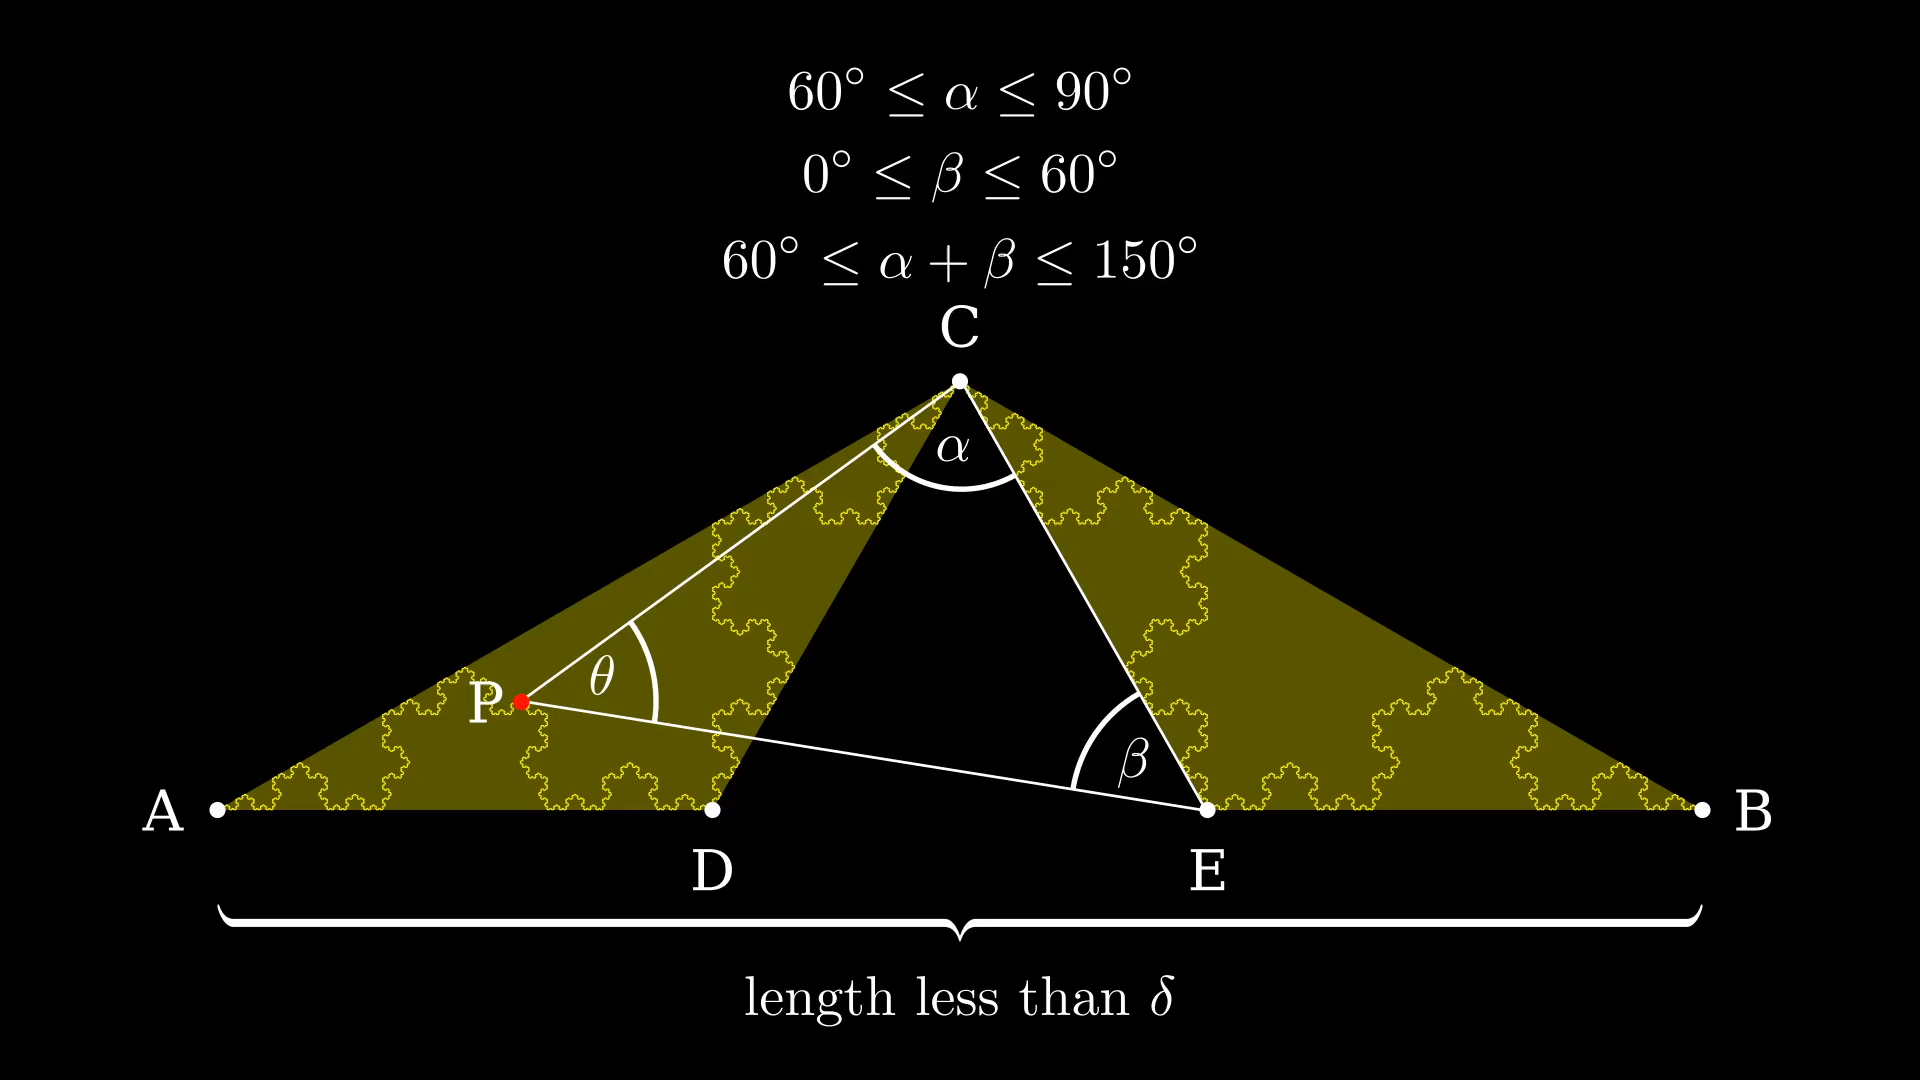 60° ≤ α ≤ 90°
0° ≤ β ≤ 60°
60° ≤ α + β ≤ 150°
C
α
θ
P
β
A
B
D
E
length less than δ